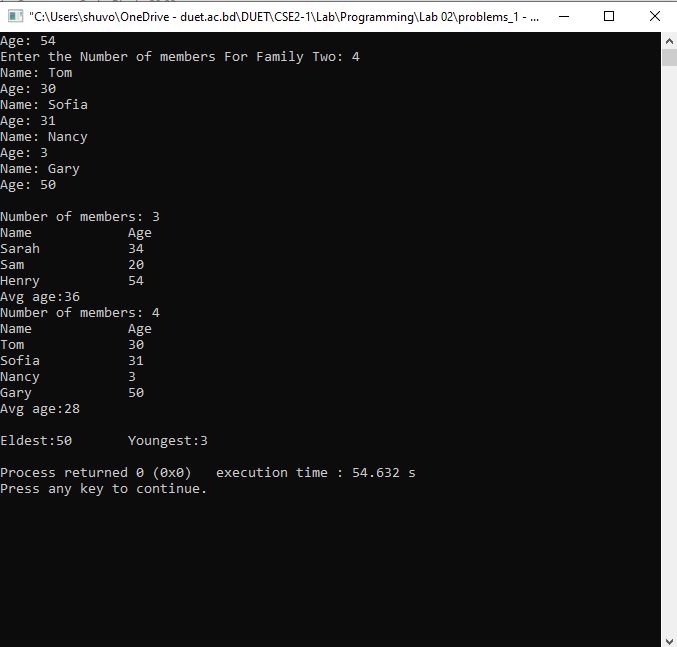 "C:\Users\shuvo\OneDrive - duet.ac.bd\DUET\CSE2-1\Lab\Programming\Lab 02\problems_1 - ...
Age: 54
Enter the Number of members For Family Two: 4
Name: Tom
Age: 30
Name: Sofia
Age: 31
Name: Nancy
Age: 3
Name: Gary
Age: 50
Number of members: 3
Name Age
Sarah 34
Sam 20
Henry 54
Avg age:36
Number of members: 4
Name Age
Tom 30
Sofia 31
Nancy 3
Gary 50
Avg age:28
Eldest:50 Youngest:3
Process returned 0 (0x0) execution time : 54.632 s
Press any key to continue.